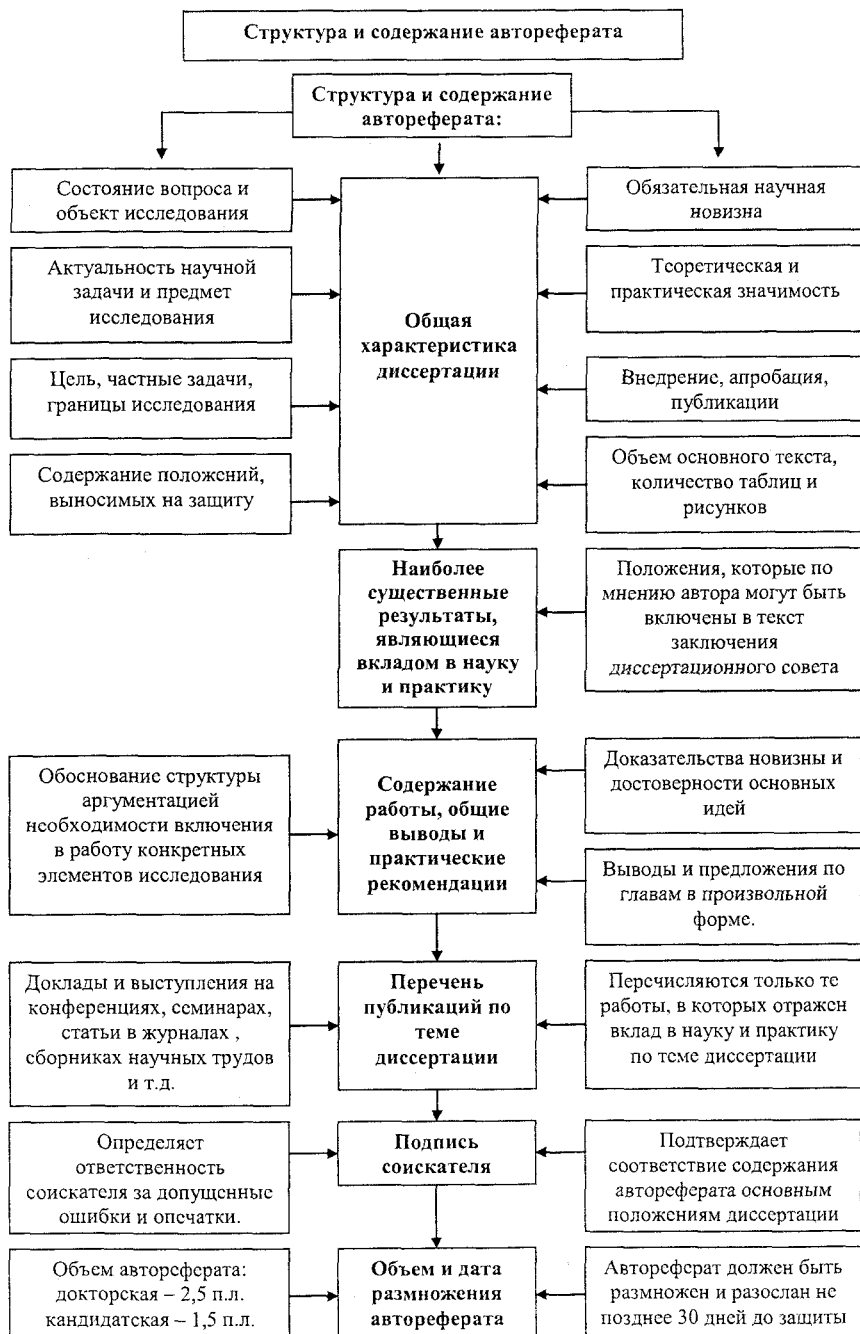 Структура и содержание автореферата
Структура и содержание
автореферата:
Состояние вопроса и
объект исследования
Обязательная научная
новизна
Актуальность научной
задачи и предмет
исследования
Теоретическая и
практическая значимость
Общая
характеристика
диссертации
Цель, частные задачи,
границы исследования
Внедрение, апробация,
публикации
Содержание положений,
выносимых на защиту
Объем основного текста,
количество таблиц и
рисунков
Наиболее
существенные
результаты,
являющиеся
вкладом в науку
и практику
Положения, которые по
мнению автора могут быть
включены в текст
заключения
диссертационного совета
Обоснование структуры
аргументацией
необходимости включения
в работу конкретных
элементов исследования
Содержание
работы, общие
выводы и
практические
рекомендации
Доказательства новизны и
достоверности основных
идей
Выводы и предложения по
главам в произвольной
форме.
Доклады и выступления на
конференциях, семинарах,
статьи в журналах ,
сборниках научных трудов
и т.д.
Перечень
публикаций по
теме
диссертации
Перечисляются только те
работы, в которых отражен
вклад в науку и практику
по теме диссертации
Определяет
ответственность
соискателя за допущенные
ошибки и опечатки.
Подпись
соискателя
Подтверждает
соответствие содержания
автореферата основным
положениям диссертации
Объем автореферата:
докторская – 2,5 п.л.
кандидатская – 1,5 п.л.
Объем и дата
размножения
автореферата
Автореферат должен быть
размножен и разослан не
позднее 30 дней до защиты